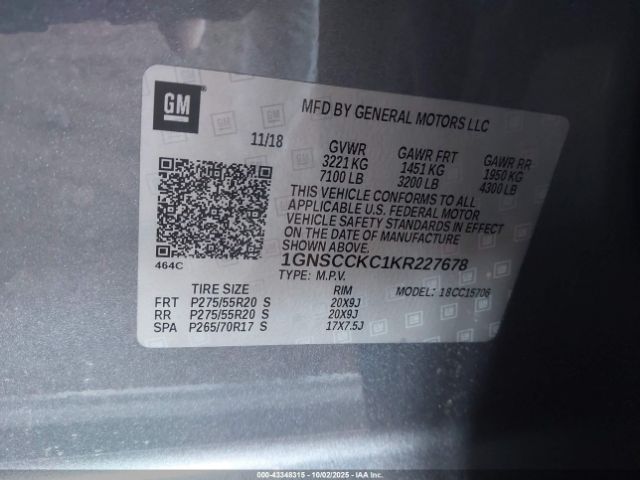 GM
MFD BY GENERAL MOTORS LLC
11/18
GVWR GAWR FRT GAWR RR
3221 KG 1451 KG 1950 KG
7100 LB 3200 LB 4300 LB
THIS VEHICLE CONFORMS TO ALL
APPLICABLE U.S. FEDERAL MOTOR
VEHICLE SAFETY STANDARDS IN EFFECT
ON THE DATE OF MANUFACTURE
SHOWN ABOVE.
464C
1GNSCCKC1KR227678
TYPE: M.P.V. MODEL: 18CC15706
TIRE SIZE RIM
FRT P275/55R20 S 20X9J
RR P275/55R20 S 20X9J
SPA P265/70R17 S 17X7.5J
000-43348315 - 10/02/2025 - IAA Inc.